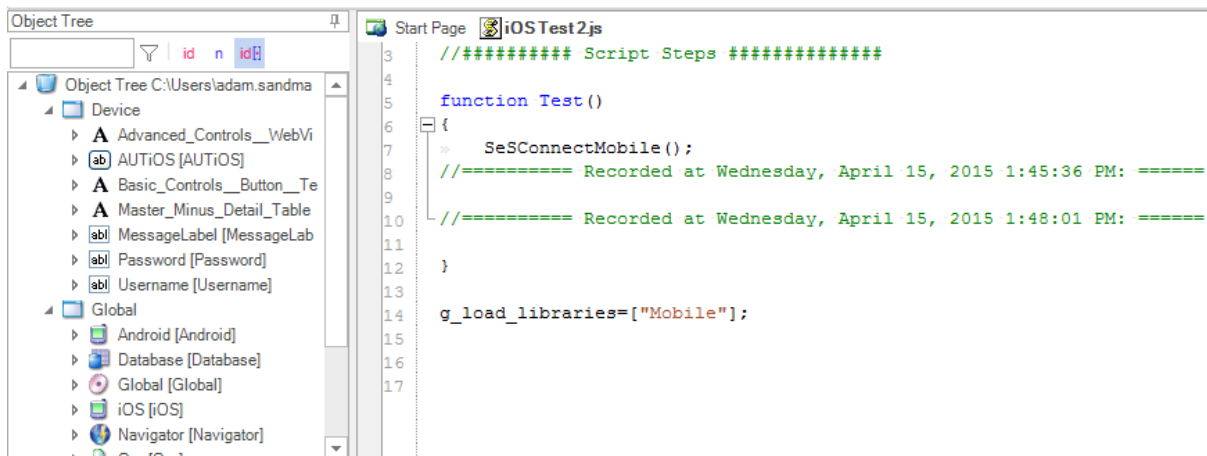 Object Tree
id n id[·]
Object Tree C:\Users\adam.sandma
Device
Advanced_Controls__WebVi
AUTiOS [AUTiOS]
Basic_Controls__Button__Te
Master_Minus_Detail_Table
MessageLabel [MessageLab
Password [Password]
Username [Username]
Global
Android [Android]
Database [Database]
Global [Global]
iOS [iOS]
Navigator [Navigator]
Start Page iOSTest2.js
3 //########## Script Steps ##############
4
5 function Test()
6 {
7 SeSConnectMobile();
8 //========== Recorded at Wednesday, April 15, 2015 1:45:36 PM: ======
9
10 //========== Recorded at Wednesday, April 15, 2015 1:48:01 PM: ======
11
12 }
13
14 g_load_libraries=["Mobile"];
15
16
17